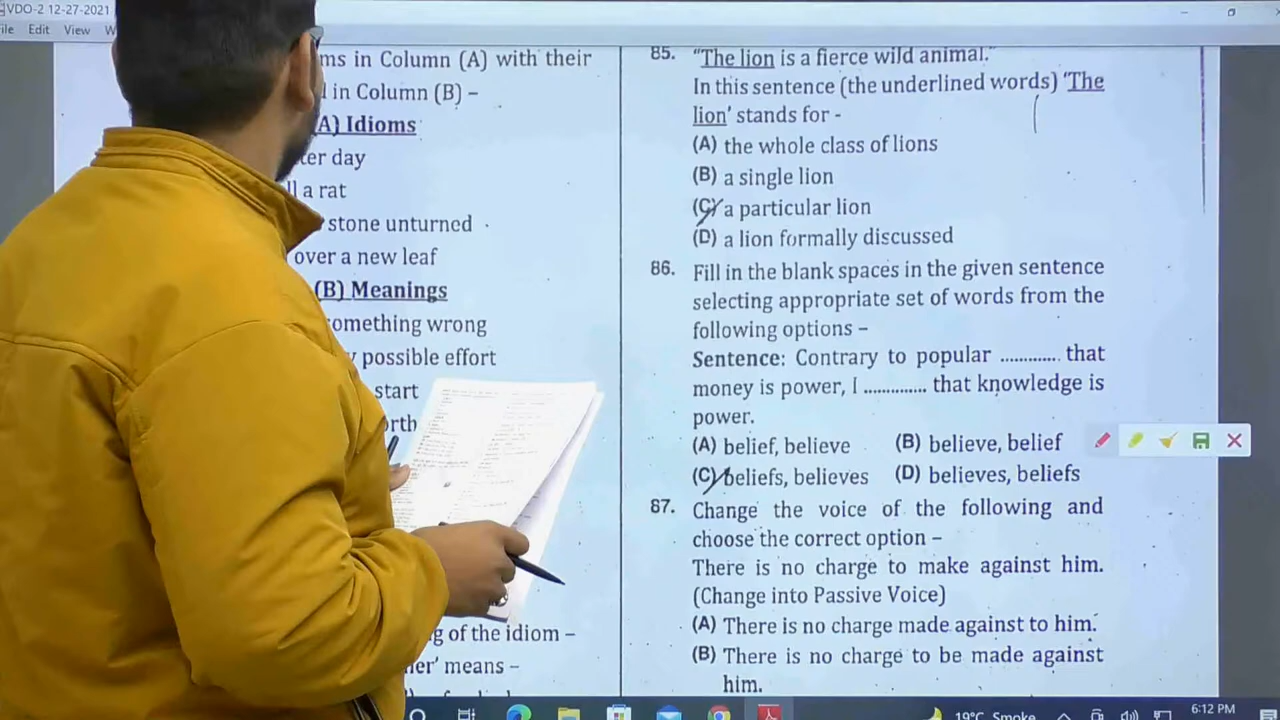 VDO-2 12-27-2021
File Edit View
ms in Column (A) with their
in Column (B) –
(A) Idioms
ter day
ll a rat
stone unturned
over a new leaf
(B) Meanings
omething wrong
possible effort
start
orth
g of the idiom –
her' means –
85. "The lion is a fierce wild animal."
In this sentence (the underlined words) 'The
lion' stands for -
(A) the whole class of lions
(B) a single lion
(C) a particular lion
(D) a lion formally discussed
86. Fill in the blank spaces in the given sentence
selecting appropriate set of words from the
following options –
Sentence: Contrary to popular ............ that
money is power, I .............. that knowledge is
power.
(A) belief, believe (B) believe, belief
(C) beliefs, believes (D) believes, beliefs
87. Change the voice of the following and
choose the correct option –
There is no charge to make against him.
(Change into Passive Voice)
(A) There is no charge made against to him.
(B) There is no charge to be made against
him.
19°C Smoke
6:12 PM